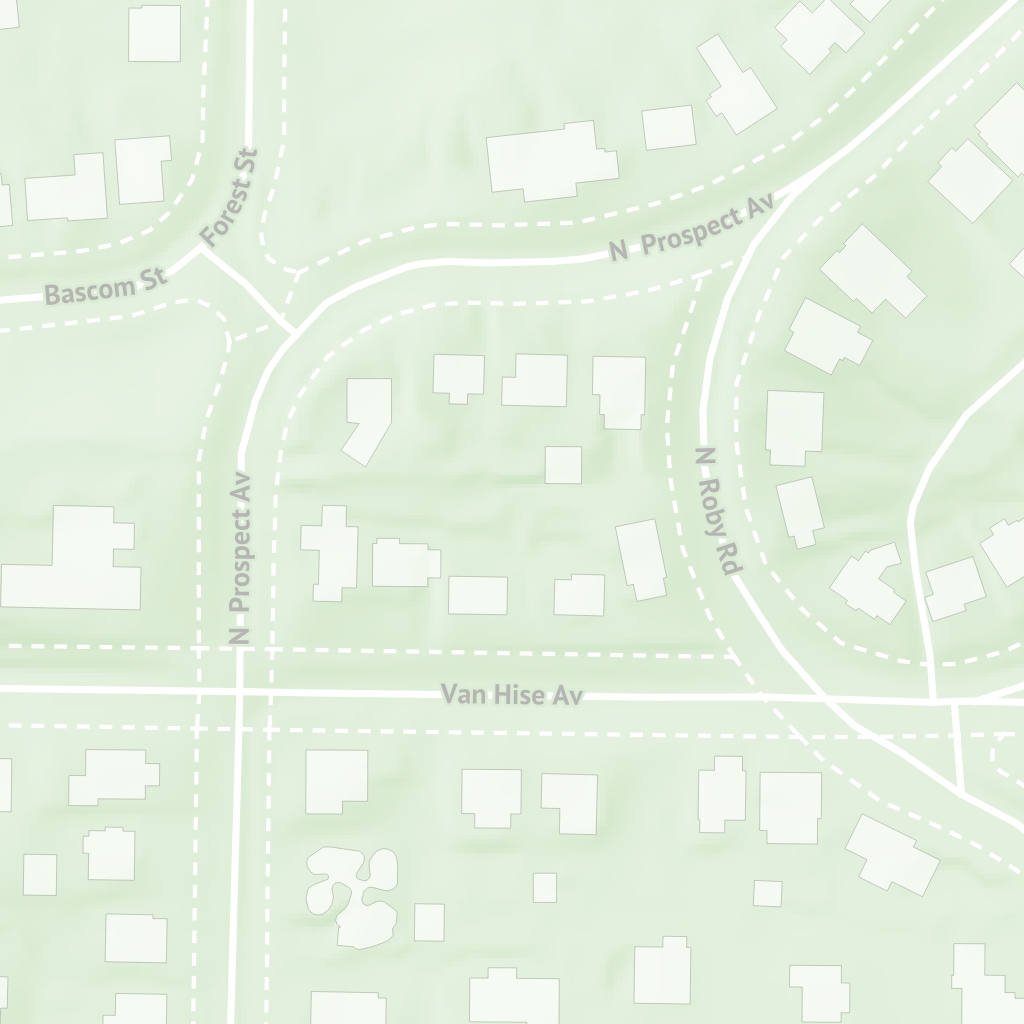 Forest St
Bascom St
N Prospect Av
N Prospect Av
N Roby Rd
Van Hise Av